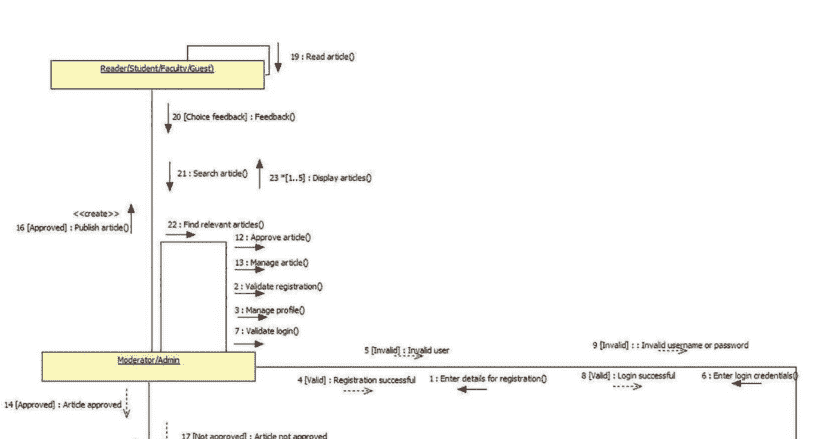 19 : Read article()
Reader(Student/Faculty/Guest)
20 [Choice feedback] : Feedback()
21 : Search article()
23 *[1..5] : Display articles()
<<create>>
16 [Approved] : Publish article()
22 : Find relevant articles()
12 : Approve article()
13 : Manage article()
2 : Validate registration()
3 : Manage profile()
7 : Validate login()
5 [Invalid] : Invalid user
9 [Invalid] : : Invalid username or password
Moderator/Admin
4 [Valid] : Registration successful
1 : Enter details for registration()
8 [Valid] : Login successful
6 : Enter login credentials()
14 [Approved] : Article approved
17 [Not approved] : Article not approved